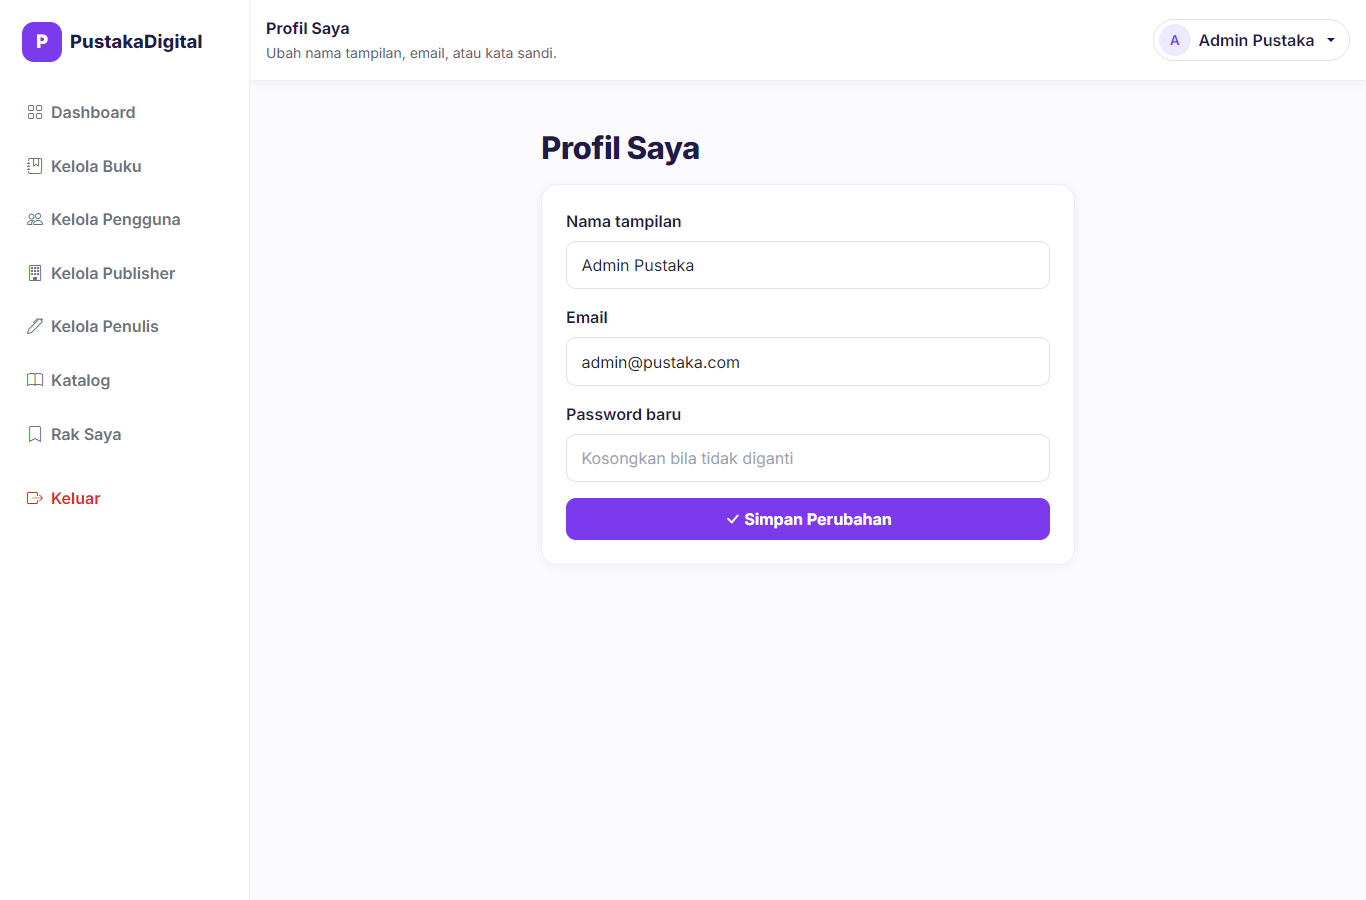 P PustakaDigital
Dashboard
Kelola Buku
Kelola Pengguna
Kelola Publisher
Kelola Penulis
Katalog
Rak Saya
Keluar
Profil Saya
Ubah nama tampilan, email, atau kata sandi.
A Admin Pustaka
Profil Saya
Nama tampilan
Admin Pustaka
Email
admin@pustaka.com
Password baru
Kosongkan bila tidak diganti
Simpan Perubahan